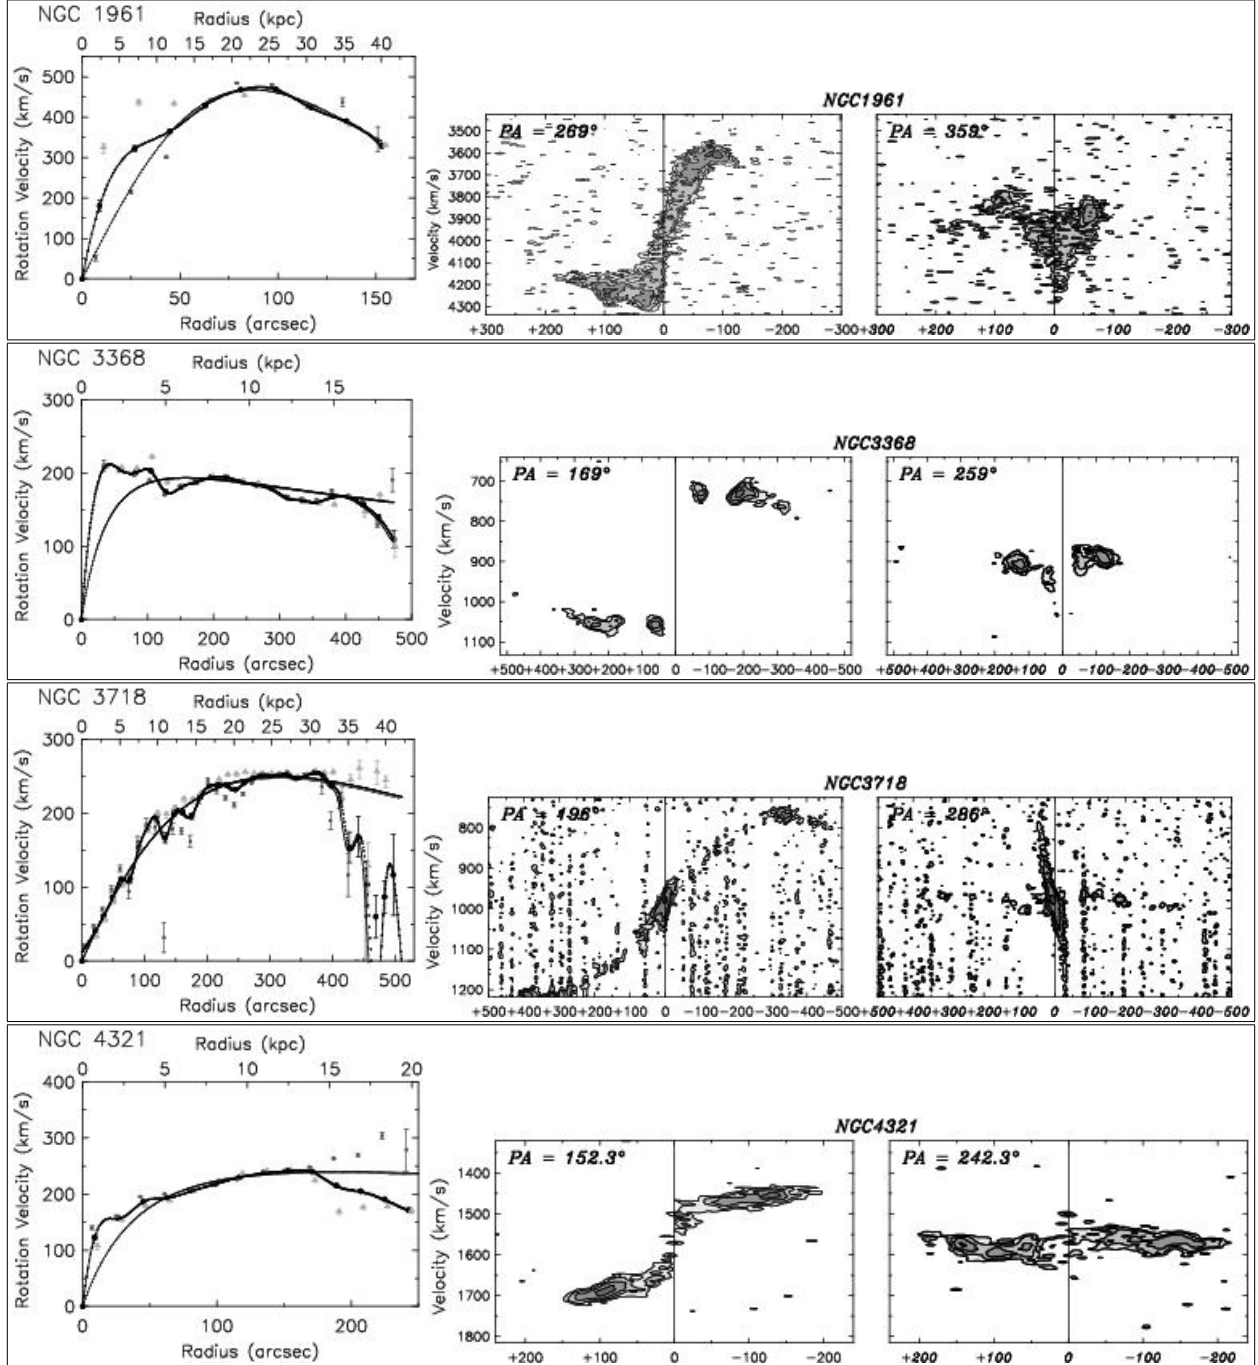 NGC 1961
Radius (kpc)
0 5 10 15 20 25 30 35 40
Rotation Velocity (km/s)
500
400
300
200
100
0
0 50 100 150
Radius (arcsec)
NGC1961
PA = 269°
PA = 359°
Velocity (km/s)
3500
3600
3700
3800
3900
4000
4100
4200
4300
+300 +200 +100 0 -100 -200 -300
+300 +200 +100 0 -100 -200 -300
NGC 3368
Radius (kpc)
0 5 10 15
Rotation Velocity (km/s)
300
200
100
0
0 100 200 300 400 500
Radius (arcsec)
NGC3368
PA = 169°
PA = 259°
Velocity (km/s)
700
800
900
1000
1100
+500+400+300+200+100 0 -100-200-300-400-500
+500+400+300+200+100 0 -100-200-300-400-500
NGC 3718
Radius (kpc)
0 5 10 15 20 25 30 35 40
Rotation Velocity (km/s)
300
200
100
0
0 100 200 300 400 500
Radius (arcsec)
NGC3718
PA = 196°
PA = 286°
Velocity (km/s)
800
900
1000
1100
1200
+500+400+300+200+100 0 -100-200-300-400-500
+500+400+300+200+100 0 -100-200-300-400-500
NGC 4321
Radius (kpc)
0 5 10 15 20
Rotation Velocity (km/s)
400
300
200
100
0
0 100 200
Radius (arcsec)
NGC4321
PA = 152.3°
PA = 242.3°
Velocity (km/s)
1400
1500
1600
1700
1800
+200 +100 0 -100 -200
+200 +100 0 -100 -200